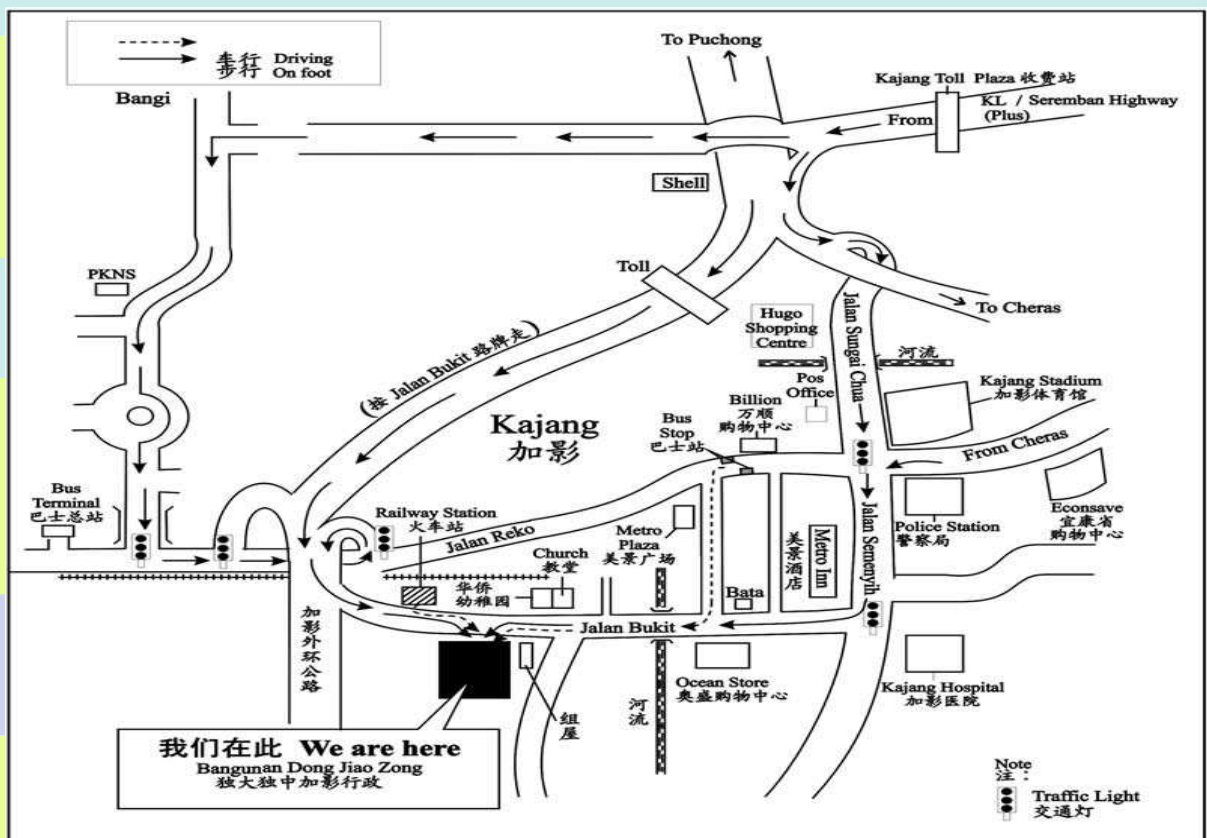 车行 Driving
步行 On foot
Bangi
To Puchong
Kajang Toll Plaza 收费站
KL / Seremban Highway
(Plus)
From
Shell
PKNS
Toll
To Cheras
(按 Jalan Bukit 路牌走)
Hugo
Shopping
Centre
Jalan Sungai Chua
河流
Pos
Office
Kajang Stadium
加影体育馆
Kajang
加影
Billion
万顺
购物中心
Bus
Stop
巴士站
From Cheras
Bus
Terminal
巴士总站
Railway Station
火车站
Jalan Reko
Metro
Plaza
美景广场
美景酒店
Metro Inn
Jalan Semenyih
Police Station
警察局
Econsave
宜康省
购物中心
Church
教堂
华侨
幼稚园
Bata
加影外环公路
Jalan Bukit
Ocean Store
奥盛购物中心
Kajang Hospital
加影医院
组屋
河流
我们在此 We are here
Bangunan Dong Jiao Zong
独大独中加影行政
Note
注：
Traffic Light
交通灯